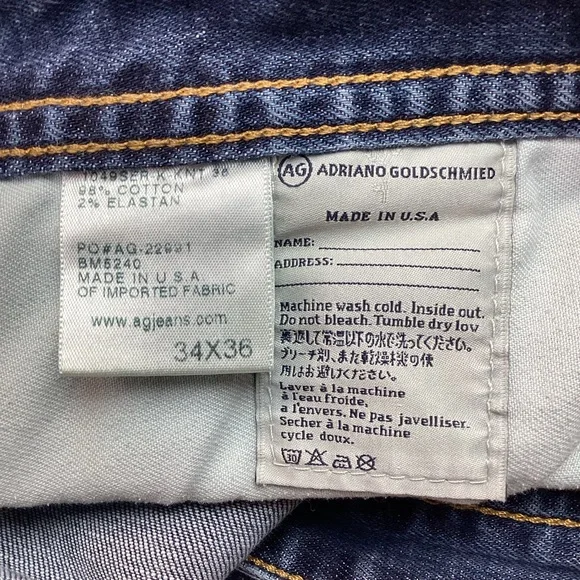 1049SER K KNT 36
98% COTTON
2% ELASTAN
PO#AG-22991
BM5240
MADE IN U.S.A
OF IMPORTED FABRIC
www.agjeans.com
34X36
AG ADRIANO GOLDSCHMIED
MADE IN U.S.A
NAME:
ADDRESS:
Machine wash cold. Inside out.
Do not bleach. Tumble dry low
裏返して常温以下の水で洗ってください。
ブリーチ剤、また乾燥機の使
用はお避けください。
Laver à la machine
à l'eau froide,
a l'envers. Ne pas javelliser.
Secher à la machine
cycle doux.
30